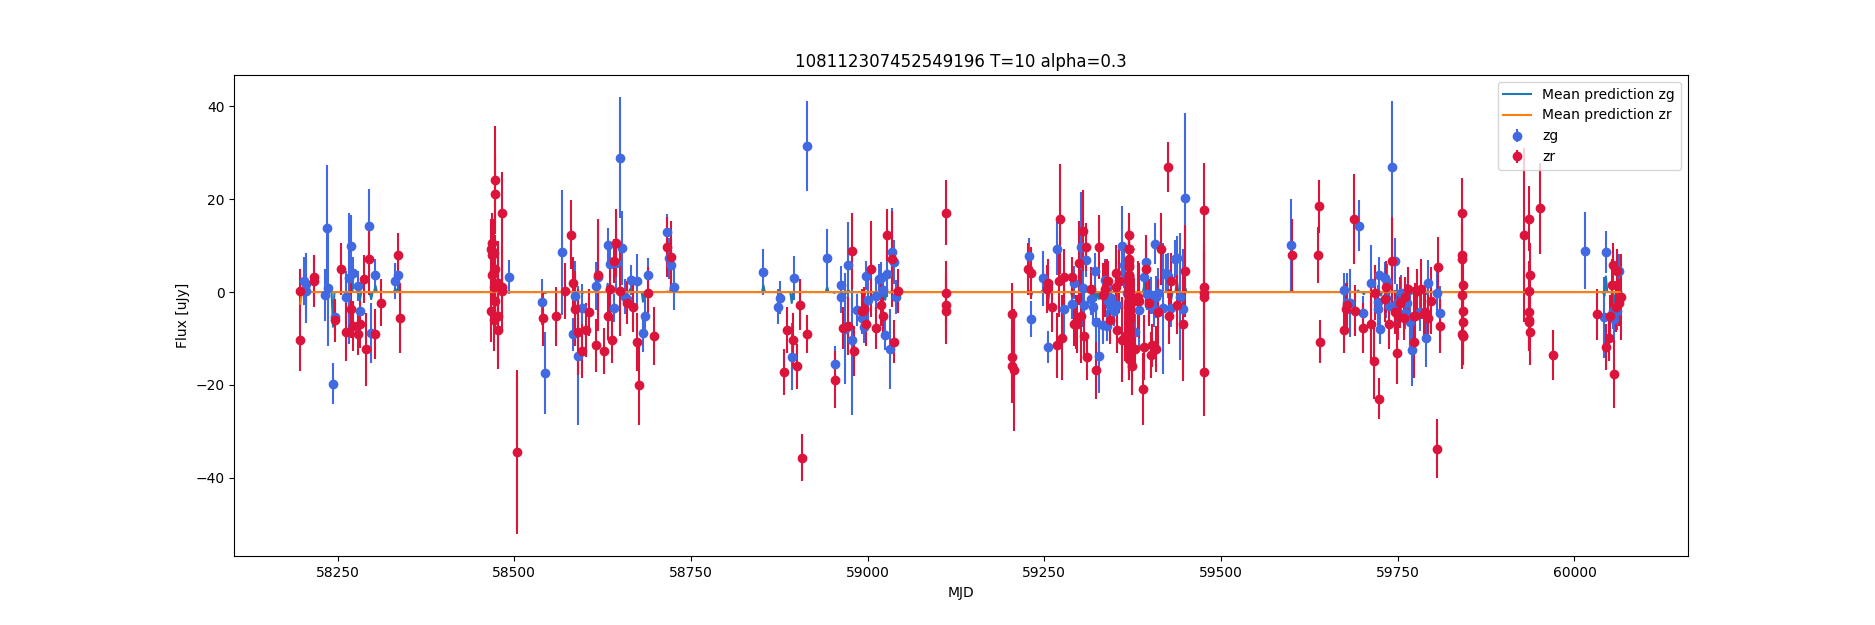 108112307452549196 T=10 alpha=0.3
Mean prediction zg
Mean prediction zr
zg
zr
Flux [uJy]
40
20
0
−20
−40
58250 58500 58750 59000 59250 59500 59750 60000
MJD